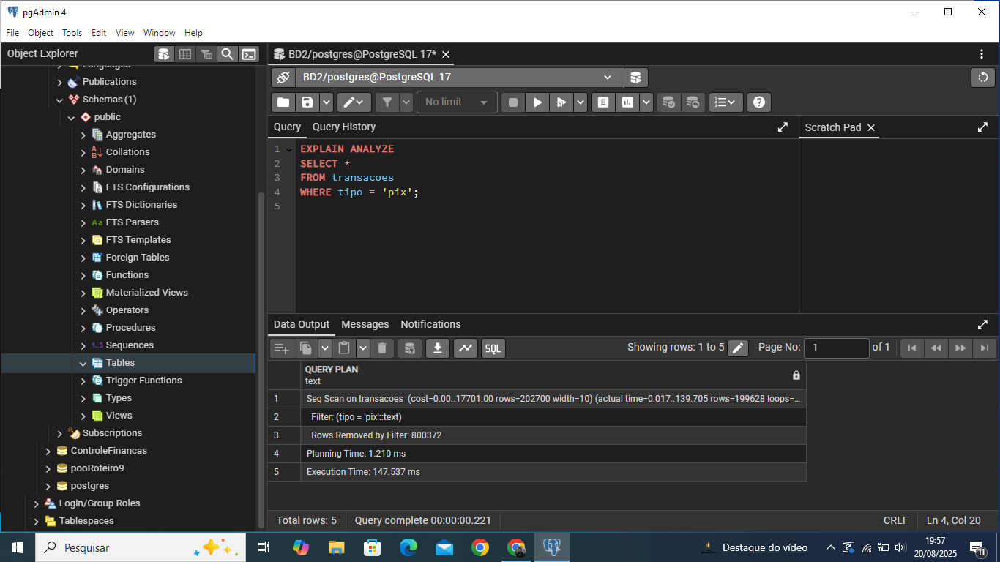 pgAdmin 4
File Object Tools Edit View Window Help
Object Explorer
BD2/postgres@PostgreSQL 17*
BD2/postgres@PostgreSQL 17
No limit
E
Languages
Publications
Schemas (1)
public
Aggregates
Collations
Domains
FTS Configurations
FTS Dictionaries
Aa FTS Parsers
FTS Templates
Foreign Tables
Functions
Materialized Views
Operators
Procedures
1..3 Sequences
Tables
Trigger Functions
Types
Views
Subscriptions
ControleFinancas
pooRoteiro9
postgres
Login/Group Roles
Tablespaces
Query Query History
Scratch Pad
1 EXPLAIN ANALYZE
2 SELECT *
3 FROM transacoes
4 WHERE tipo = 'pix';
5
Data Output Messages Notifications
SQL
Showing rows: 1 to 5
Page No: 1 of 1
QUERY PLAN
text
1 Seq Scan on transacoes (cost=0.00..17701.00 rows=202700 width=10) (actual time=0.017..139.705 rows=199628 loops=...
2 Filter: (tipo = 'pix'::text)
3 Rows Removed by Filter: 800372
4 Planning Time: 1.210 ms
5 Execution Time: 147.537 ms
Total rows: 5 Query complete 00:00:00.221
CRLF Ln 4, Col 20
Pesquisar
Destaque do vídeo
19:57
20/08/2025
11